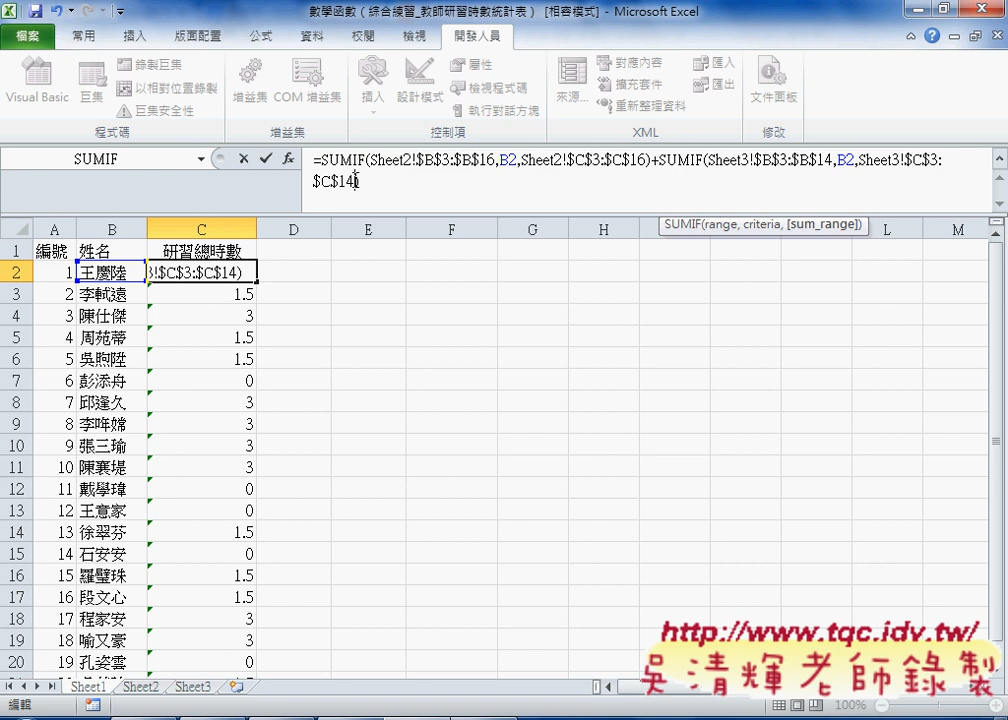 數學函數（綜合練習_教師研習時數統計表） [相容模式] - Microsoft Excel
檔案 常用 插入 版面配置 公式 資料 校閱 檢視 開發人員
Visual Basic 巨集 錄製巨集 以相對位置錄製 巨集安全性
增益集 COM 增益集
插入 設計模式 屬性 檢視程式碼 執行對話方塊
來源... 對應內容 擴充套件 重新整理資料 匯入 匯出
文件面板
程式碼 增益集 控制項 XML 修改
SUMIF
=SUMIF(Sheet2!$B$3:$B$16,B2,Sheet2!$C$3:$C$16)+SUMIF(Sheet3!$B$3:$B$14,B2,Sheet3!$C$3:
$C$14)
SUMIF(range, criteria, [sum_range])
A B C D E F G H L M
1 編號 姓名 研習總時數
2 1 王慶陸 3!$C$3:$C$14)
3 2 李軾遠 1.5
4 3 陳仕傑 3
5 4 周苑蒂 1.5
6 5 吳煦陞 1.5
7 6 彭添舟 0
8 7 邱逢久 3
9 8 李哖嫦 3
10 9 張三瑜 3
11 10 陳襄堤 3
12 11 戴學瑋 0
13 12 王意家 0
14 13 徐翠芬 1.5
15 14 石安安 0
16 15 羅璧珠 1.5
17 16 段文心 1.5
18 17 程家安 3
19 18 喻又豪 3
20 19 孔姿雲 0
http://www.tqc.idv.tw/
吳清輝老師錄製
Sheet1 Sheet2 Sheet3
編輯 100%